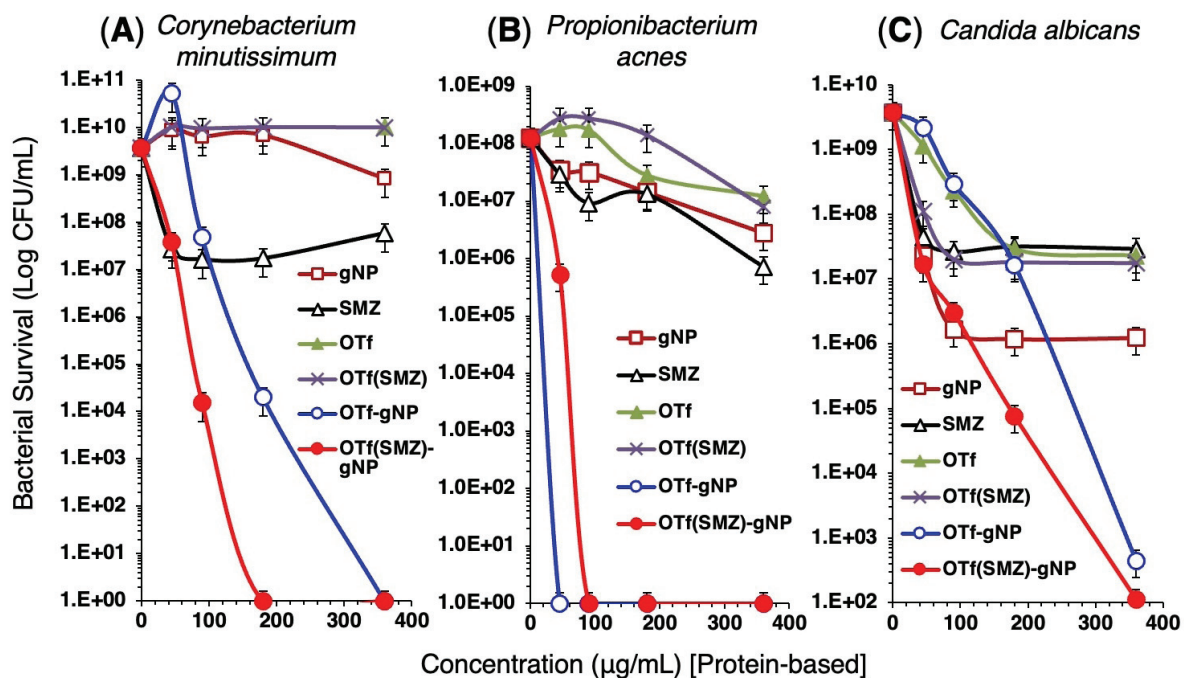 (A) Corynebacterium
minutissimum
(B) Propionibacterium
acnes
(C) Candida albicans
Bacterial Survival (Log CFU/mL)
1.E+11
1.E+10
1.E+09
1.E+08
1.E+07
1.E+06
1.E+05
1.E+04
1.E+03
1.E+02
1.E+01
1.E+00
0 100 200 300 400
gNP
SMZ
OTf
OTf(SMZ)
OTf-gNP
OTf(SMZ)-
gNP
1.0E+09
1.0E+08
1.0E+07
1.0E+06
1.0E+05
1.0E+04
1.0E+03
1.0E+02
1.0E+01
1.0E+00
0 100 200 300 400
gNP
SMZ
OTf
OTf(SMZ)
OTf-gNP
OTf(SMZ)-gNP
1.E+10
1.E+09
1.E+08
1.E+07
1.E+06
1.E+05
1.E+04
1.E+03
1.E+02
0 100 200 300 400
gNP
SMZ
OTf
OTf(SMZ)
OTf-gNP
OTf(SMZ)-gNP
Concentration (µg/mL) [Protein-based]